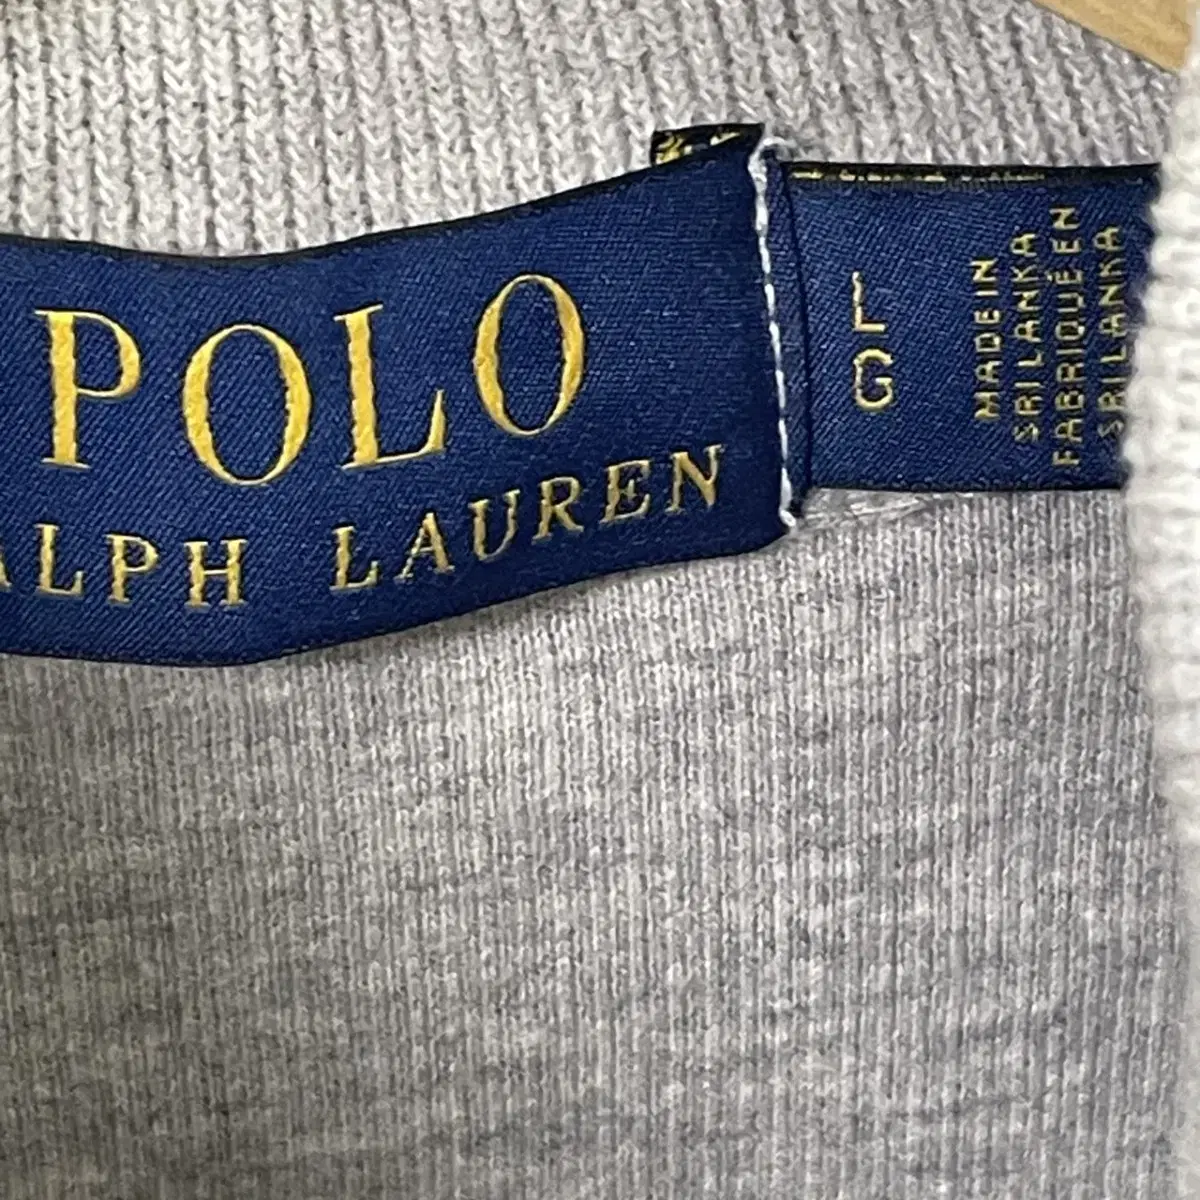 POLO
ALPH LAUREN
L
G
MADE IN
SRI LANKA
FABRIQUÉ EN
SRI LANKA